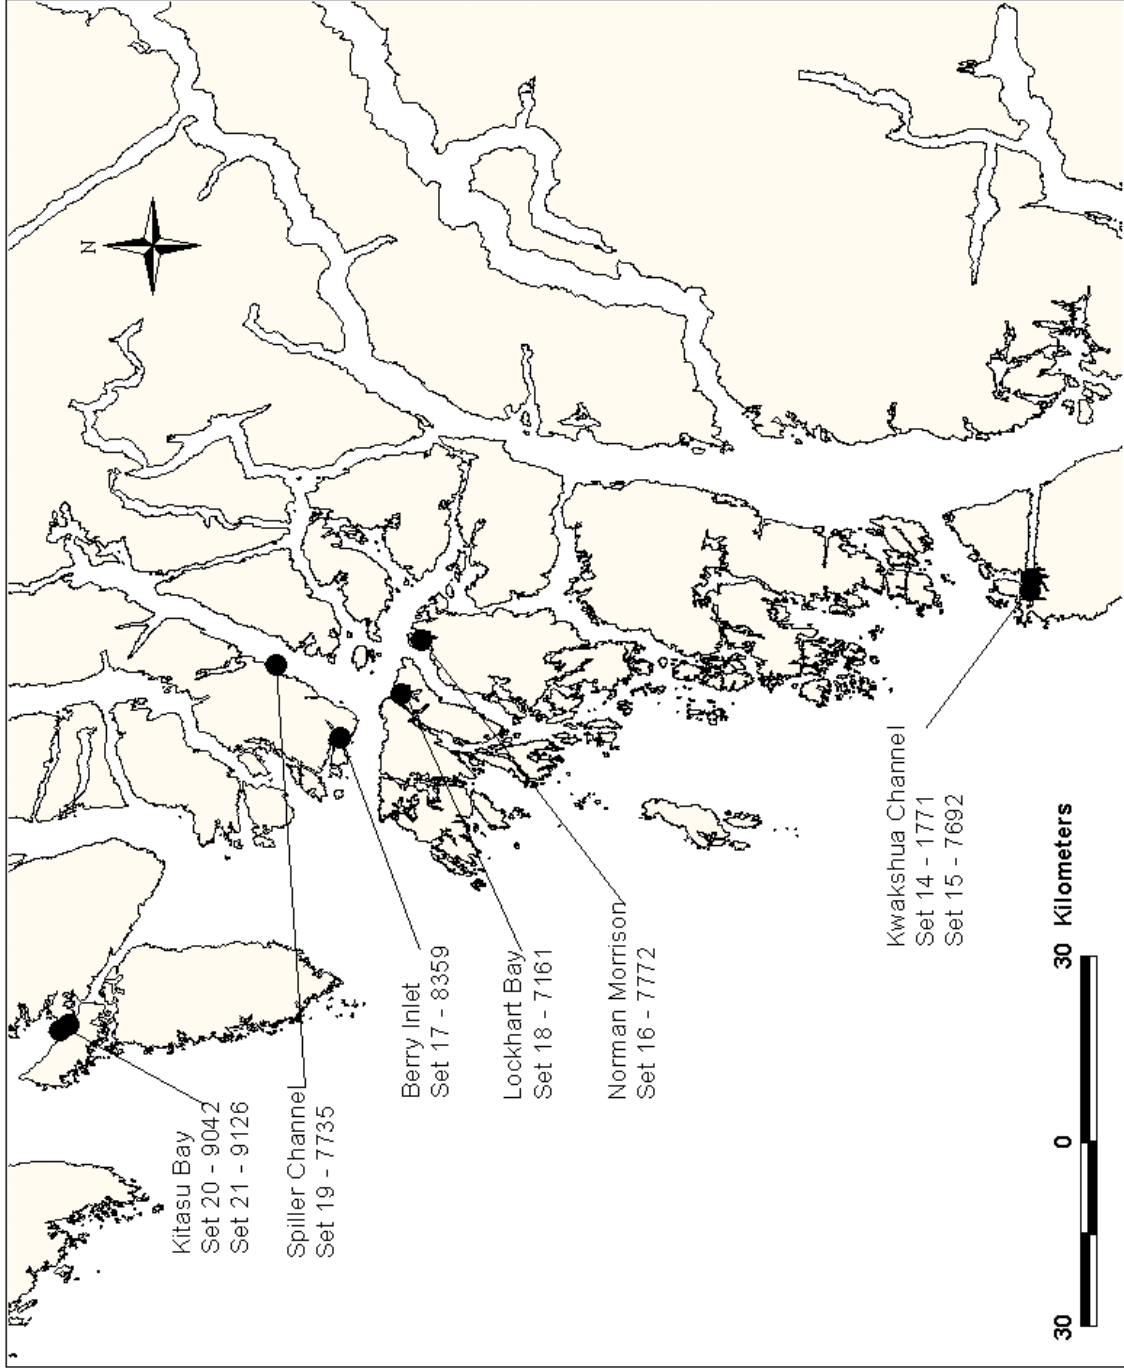 N
Kitasu Bay
Set 20 - 9042
Set 21 - 9126
Spiller Channel
Set 19 - 7735
Berry Inlet
Set 17 - 8359
Lockhart Bay
Set 18 - 7161
Norman Morrison
Set 16 - 7772
Kwakshua Channel
Set 14 - 1771
Set 15 - 7692
30 0 30 Kilometers